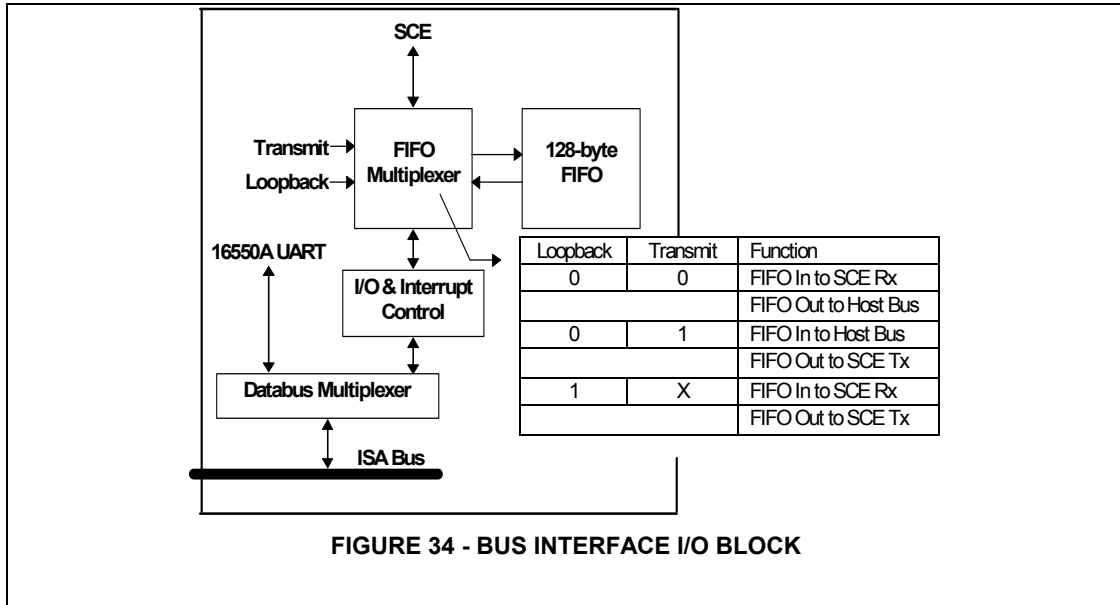 SCE
Transmit
Loopback
FIFO
Multiplexer
128-byte
FIFO
16550A UART
I/O & Interrupt
Control
Databus Multiplexer
ISA Bus
Loopback Transmit Function
0 0 FIFO In to SCE Rx
FIFO Out to Host Bus
0 1 FIFO In to Host Bus
FIFO Out to SCE Tx
1 X FIFO In to SCE Rx
FIFO Out to SCE Tx
FIGURE 34 - BUS INTERFACE I/O BLOCK